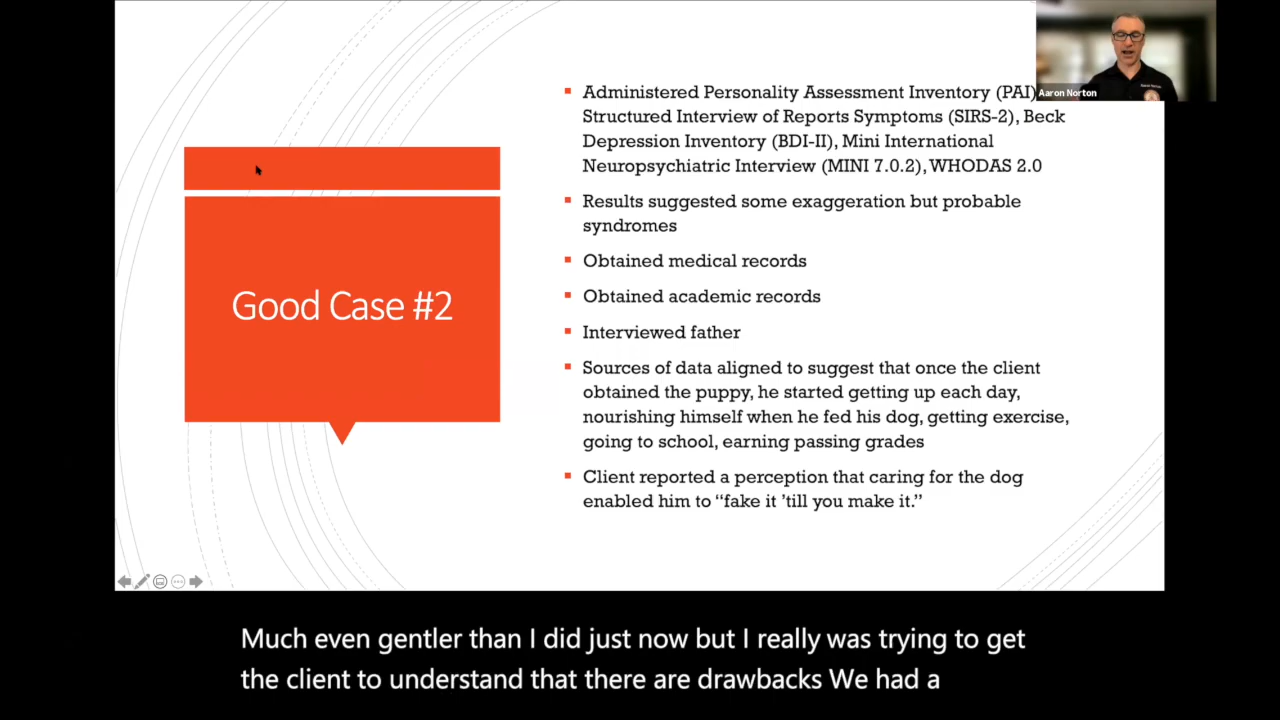 Administered Personality Assessment Inventory (PAI)
Structured Interview of Reports Symptoms (SIRS-2), Beck
Depression Inventory (BDI-II), Mini International
Neuropsychiatric Interview (MINI 7.0.2), WHODAS 2.0
Results suggested some exaggeration but probable
syndromes
Obtained medical records
Obtained academic records
Interviewed father
Sources of data aligned to suggest that once the client
obtained the puppy, he started getting up each day,
nourishing himself when he fed his dog, getting exercise,
going to school, earning passing grades
Client reported a perception that caring for the dog
enabled him to “fake it ’till you make it.”
Good Case #2
Aaron Norton
Much even gentler than I did just now but I really was trying to get
the client to understand that there are drawbacks We had a